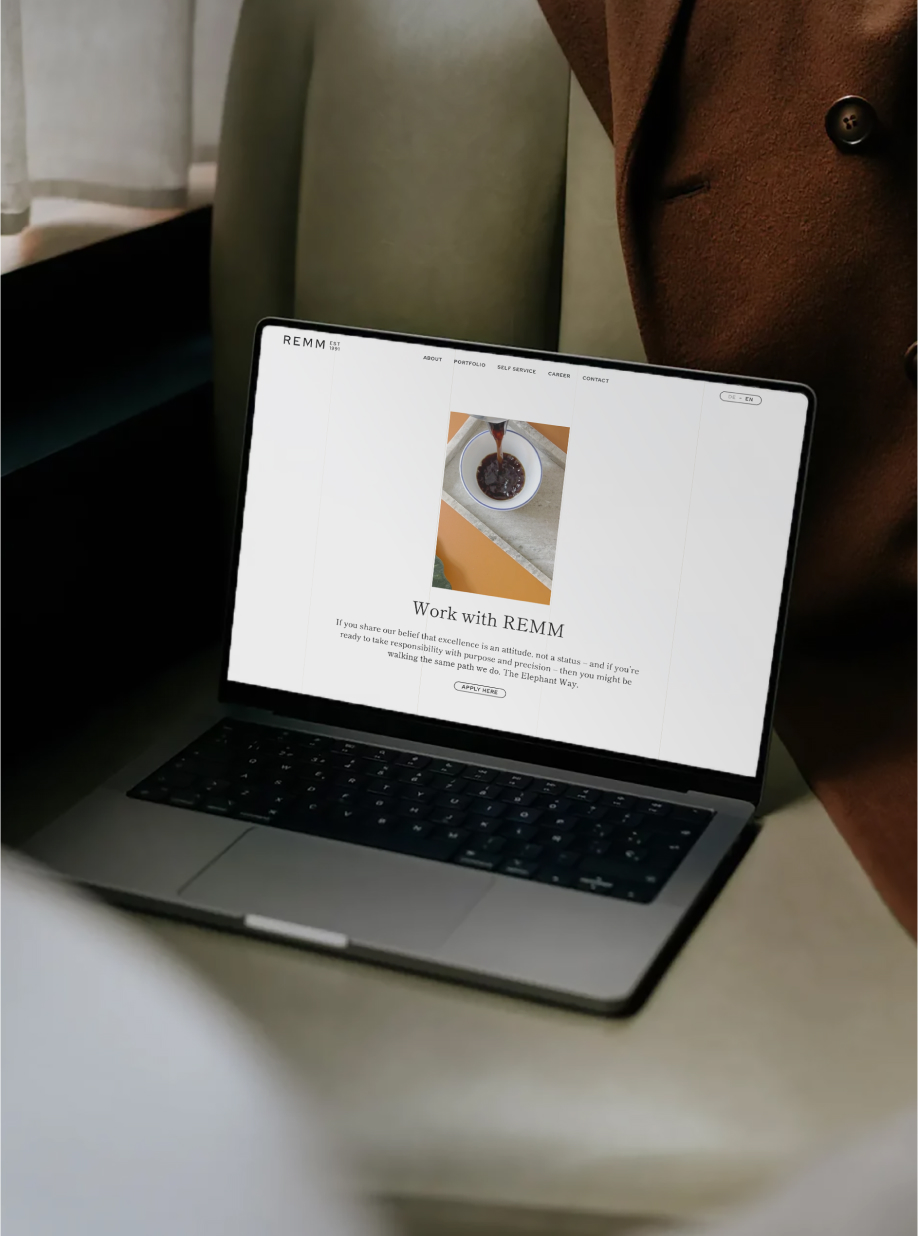 REMM EST
1891
ABOUT PORTFOLIO SELF SERVICE CAREER CONTACT
DE - EN
Work with REMM
If you share our belief that excellence is an attitude, not a status – and if you're
ready to take responsibility with purpose and precision – then you might be
walking the same path we do. The Elephant Way.
APPLY HERE